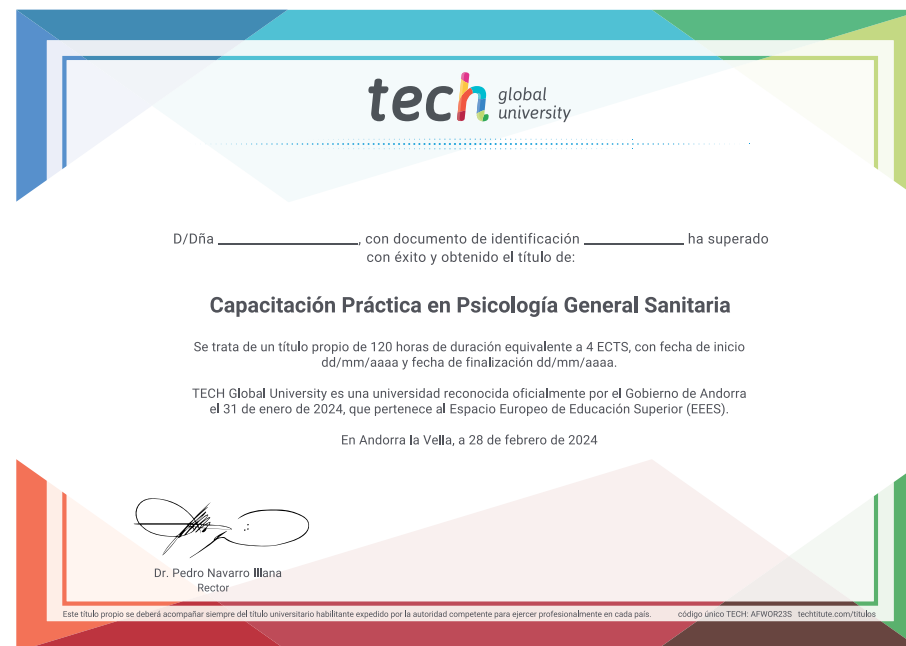 tech global university
D/Dña ____________________, con documento de identificación ______________ ha superado
con éxito y obtenido el título de:
Capacitación Práctica en Psicología General Sanitaria
Se trata de un título propio de 120 horas de duración equivalente a 4 ECTS, con fecha de inicio
dd/mm/aaaa y fecha de finalización dd/mm/aaaa.
TECH Global University es una universidad reconocida oficialmente por el Gobierno de Andorra
el 31 de enero de 2024, que pertenece al Espacio Europeo de Educación Superior (EEES).
En Andorra la Vella, a 28 de febrero de 2024
Dr. Pedro Navarro Illana
Rector
Este título propio se deberá acompañar siempre del título universitario habilitante expedido por la autoridad competente para ejercer profesionalmente en cada país. código único TECH: AFWOR23S techtitute.com/titulos